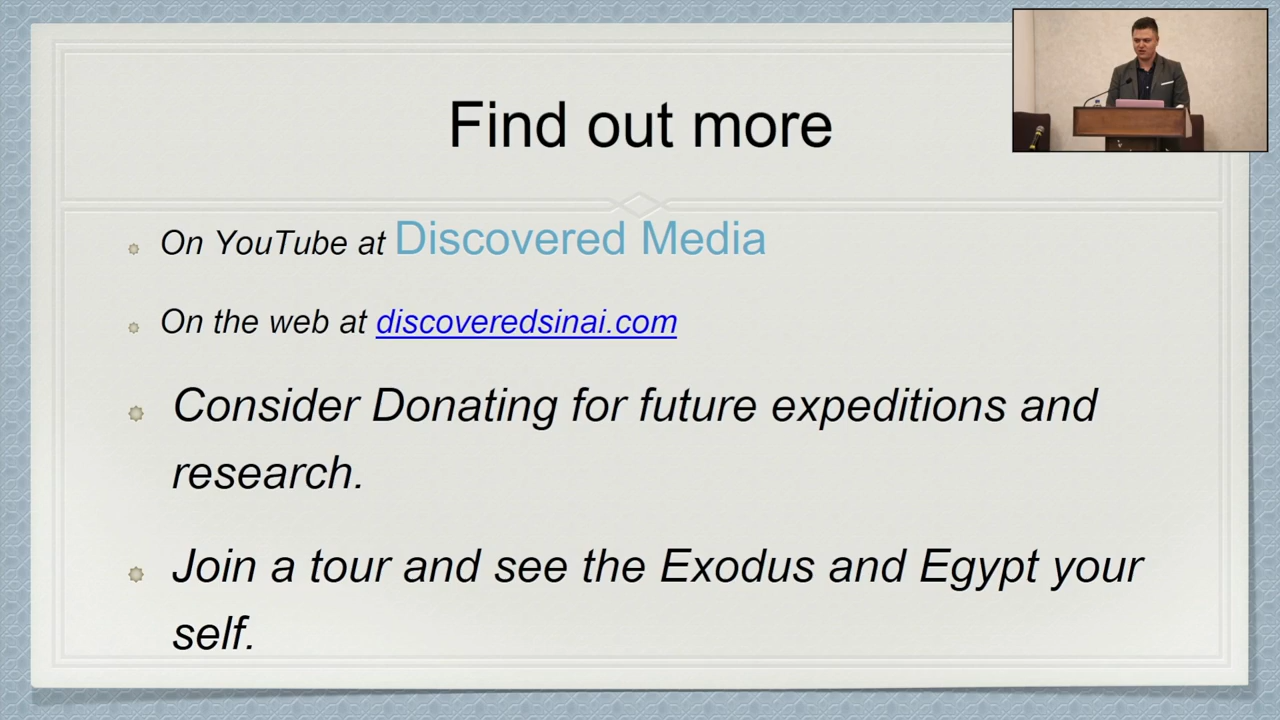 Find out more
On YouTube at Discovered Media
On the web at discoveredsinai.com
Consider Donating for future expeditions and
research.
Join a tour and see the Exodus and Egypt your
self.